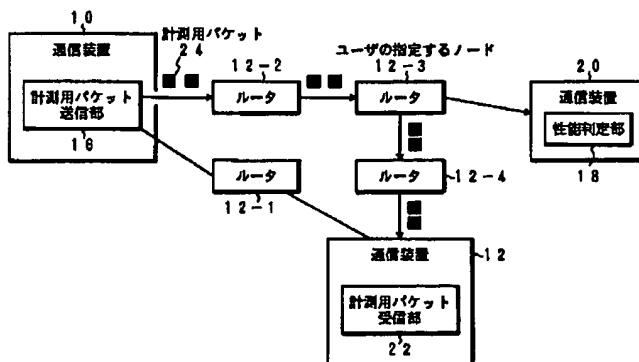 10
通信装置
計測用パケット
24
計測用パケット
送信部
16
12-2
ルータ
ユーザの指定するノード
12-3
ルータ
20
通信装置
性能判定部
18
ルータ
12-1
ルータ
12-4
通信装置
12
計測用パケット
受信部
22